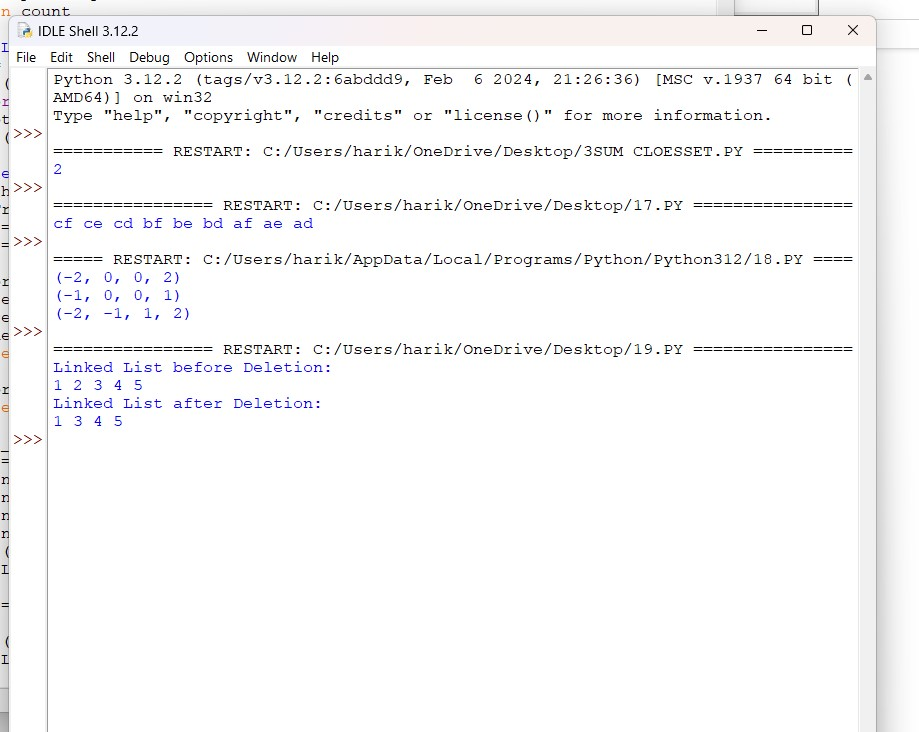 n count
IDLE Shell 3.12.2
File Edit Shell Debug Options Window Help
Python 3.12.2 (tags/v3.12.2:6abddd9, Feb  6 2024, 21:26:36) [MSC v.1937 64 bit (
AMD64)] on win32
Type "help", "copyright", "credits" or "license()" for more information.
>>>
=========== RESTART: C:/Users/harik/OneDrive/Desktop/3SUM CLOESSET.PY ==========
2
>>>
================ RESTART: C:/Users/harik/OneDrive/Desktop/17.PY ================
cf ce cd bf be bd af ae ad
>>>
===== RESTART: C:/Users/harik/AppData/Local/Programs/Python/Python312/18.PY ====
(-2, 0, 0, 2)
(-1, 0, 0, 1)
(-2, -1, 1, 2)
>>>
================ RESTART: C:/Users/harik/OneDrive/Desktop/19.PY ================
Linked List before Deletion:
1 2 3 4 5
Linked List after Deletion:
1 3 4 5
>>>